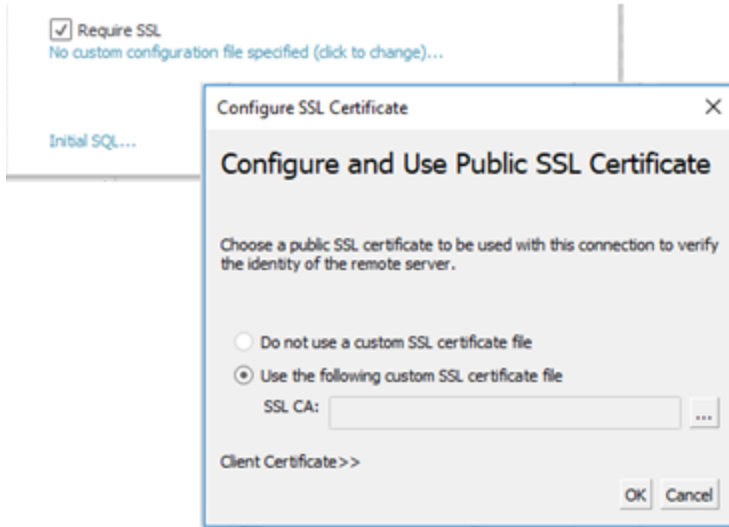 Require SSL
No custom configuration file specified (click to change)...
Initial SQL...
Configure SSL Certificate
Configure and Use Public SSL Certificate
Choose a public SSL certificate to be used with this connection to verify
the identity of the remote server.
Do not use a custom SSL certificate file
Use the following custom SSL certificate file
SSL CA:
...
Client Certificate>>
OK Cancel